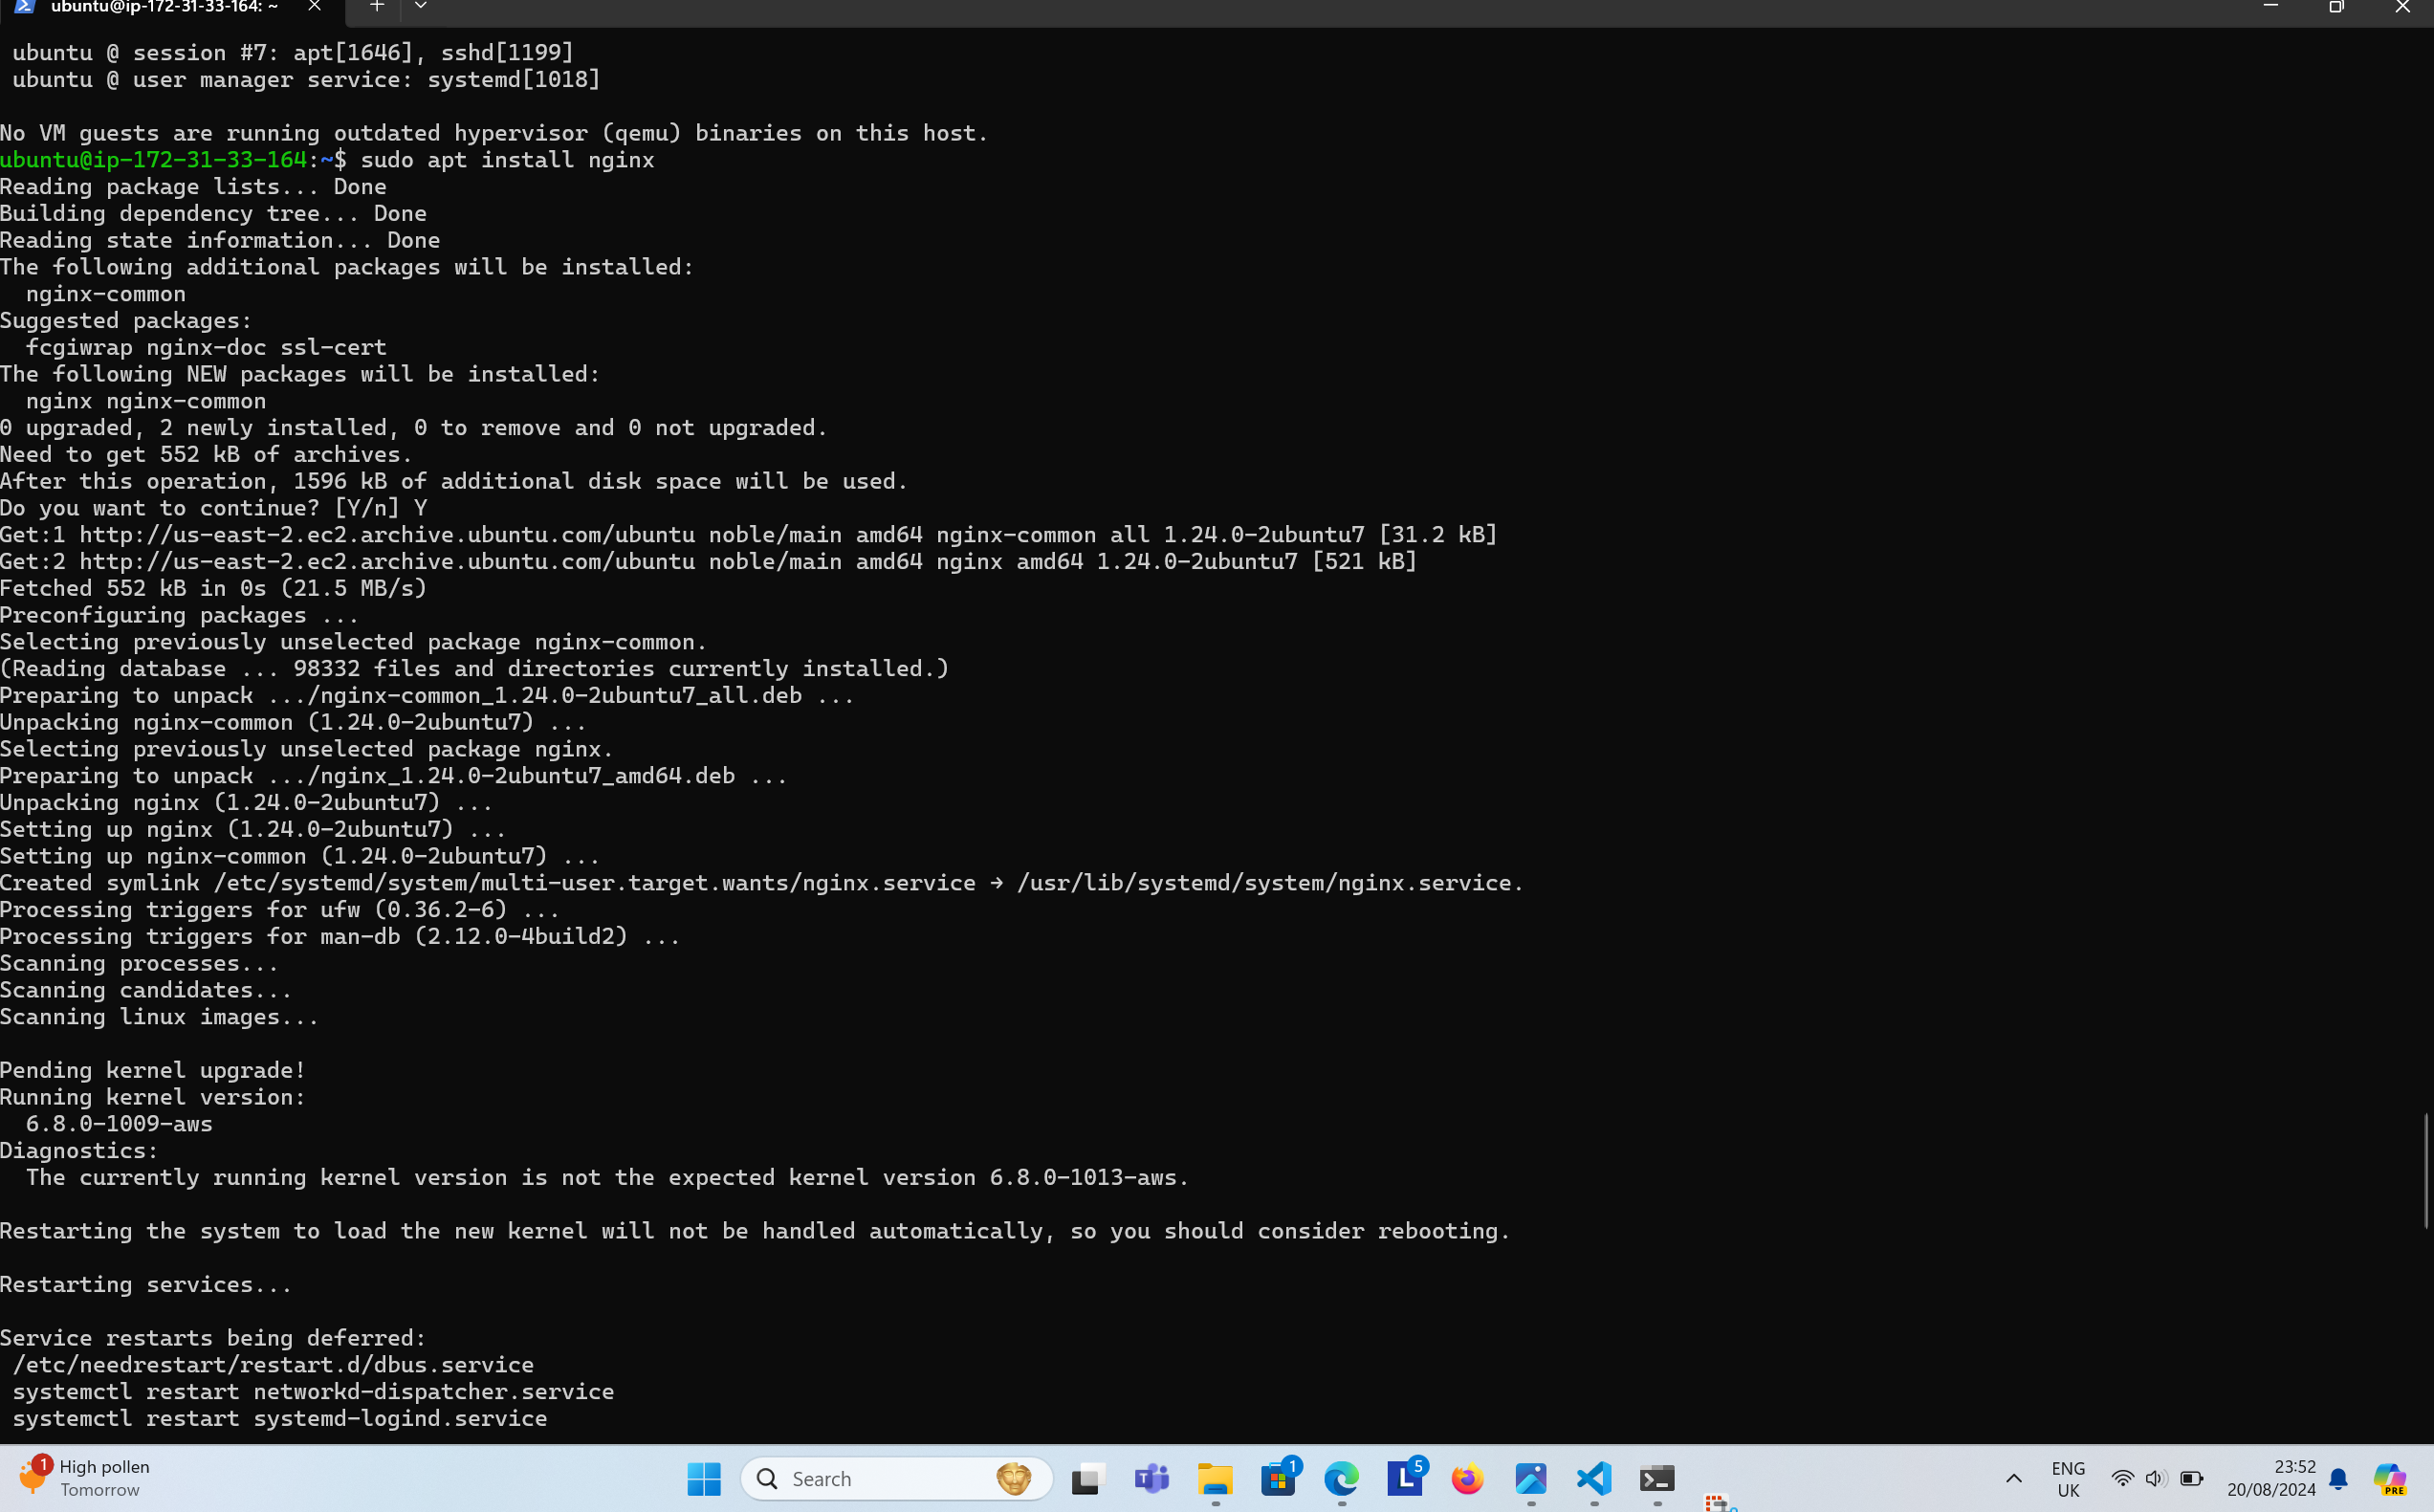 ubuntu@ip-172-31-33-164: ~
ubuntu @ session #7: apt[1646], sshd[1199]
ubuntu @ user manager service: systemd[1018]
No VM guests are running outdated hypervisor (qemu) binaries on this host.
ubuntu@ip-172-31-33-164:~$ sudo apt install nginx
Reading package lists... Done
Building dependency tree... Done
Reading state information... Done
The following additional packages will be installed:
nginx-common
Suggested packages:
fcgiwrap nginx-doc ssl-cert
The following NEW packages will be installed:
nginx nginx-common
0 upgraded, 2 newly installed, 0 to remove and 0 not upgraded.
Need to get 552 kB of archives.
After this operation, 1596 kB of additional disk space will be used.
Do you want to continue? [Y/n] Y
Get:1 http://us-east-2.ec2.archive.ubuntu.com/ubuntu noble/main amd64 nginx-common all 1.24.0-2ubuntu7 [31.2 kB]
Get:2 http://us-east-2.ec2.archive.ubuntu.com/ubuntu noble/main amd64 nginx amd64 1.24.0-2ubuntu7 [521 kB]
Fetched 552 kB in 0s (21.5 MB/s)
Preconfiguring packages ...
Selecting previously unselected package nginx-common.
(Reading database ... 98332 files and directories currently installed.)
Preparing to unpack .../nginx-common_1.24.0-2ubuntu7_all.deb ...
Unpacking nginx-common (1.24.0-2ubuntu7) ...
Selecting previously unselected package nginx.
Preparing to unpack .../nginx_1.24.0-2ubuntu7_amd64.deb ...
Unpacking nginx (1.24.0-2ubuntu7) ...
Setting up nginx (1.24.0-2ubuntu7) ...
Setting up nginx-common (1.24.0-2ubuntu7) ...
Created symlink /etc/systemd/system/multi-user.target.wants/nginx.service → /usr/lib/systemd/system/nginx.service.
Processing triggers for ufw (0.36.2-6) ...
Processing triggers for man-db (2.12.0-4build2) ...
Scanning processes...
Scanning candidates...
Scanning linux images...
Pending kernel upgrade!
Running kernel version:
6.8.0-1009-aws
Diagnostics:
The currently running kernel version is not the expected kernel version 6.8.0-1013-aws.
Restarting the system to load the new kernel will not be handled automatically, so you should consider rebooting.
Restarting services...
Service restarts being deferred:
/etc/needrestart/restart.d/dbus.service
systemctl restart networkd-dispatcher.service
systemctl restart systemd-logind.service
1 High pollen
Tomorrow
Search
T
1
L 5
ENG
UK
23:52
20/08/2024
PRE